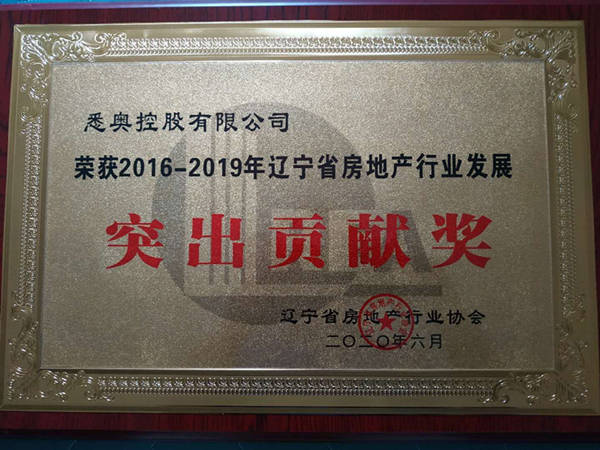 悉奥控股有限公司
荣获2016-2019年辽宁省房地产行业发展
突出贡献奖
辽宁省房地产行业协会
二〇二〇年六月